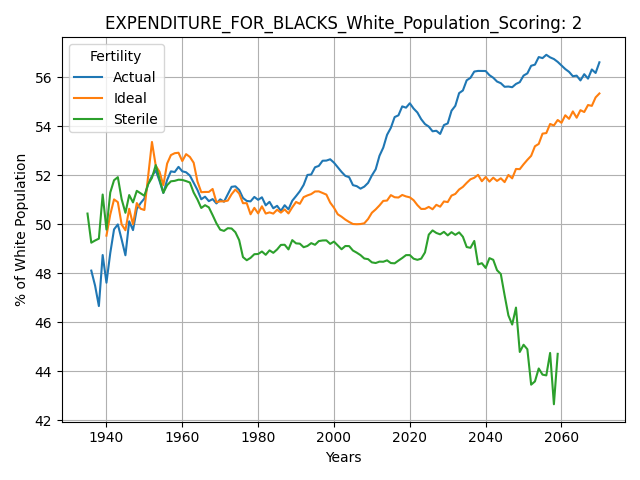 EXPENDITURE_FOR_BLACKS_White_Population_Scoring: 2
Fertility
Actual
Ideal
Sterile
% of White Population
56
54
52
50
48
46
44
42
1940 1960 1980 2000 2020 2040 2060
Years